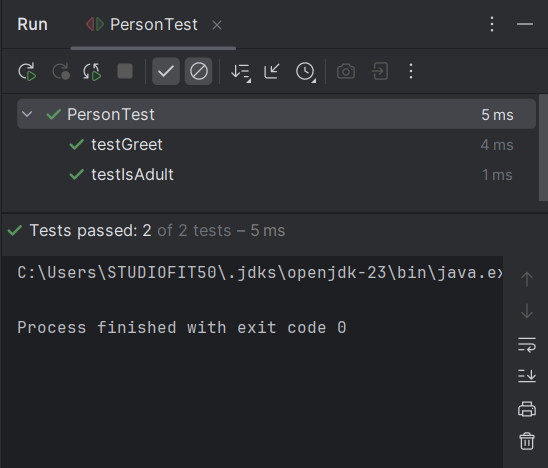 Run PersonTest
PersonTest 5 ms
testGreet 4 ms
testIsAdult 1 ms
Tests passed: 2 of 2 tests – 5 ms
C:\Users\STUDIOFIT50\.jdks\openjdk-23\bin\java.ex
Process finished with exit code 0